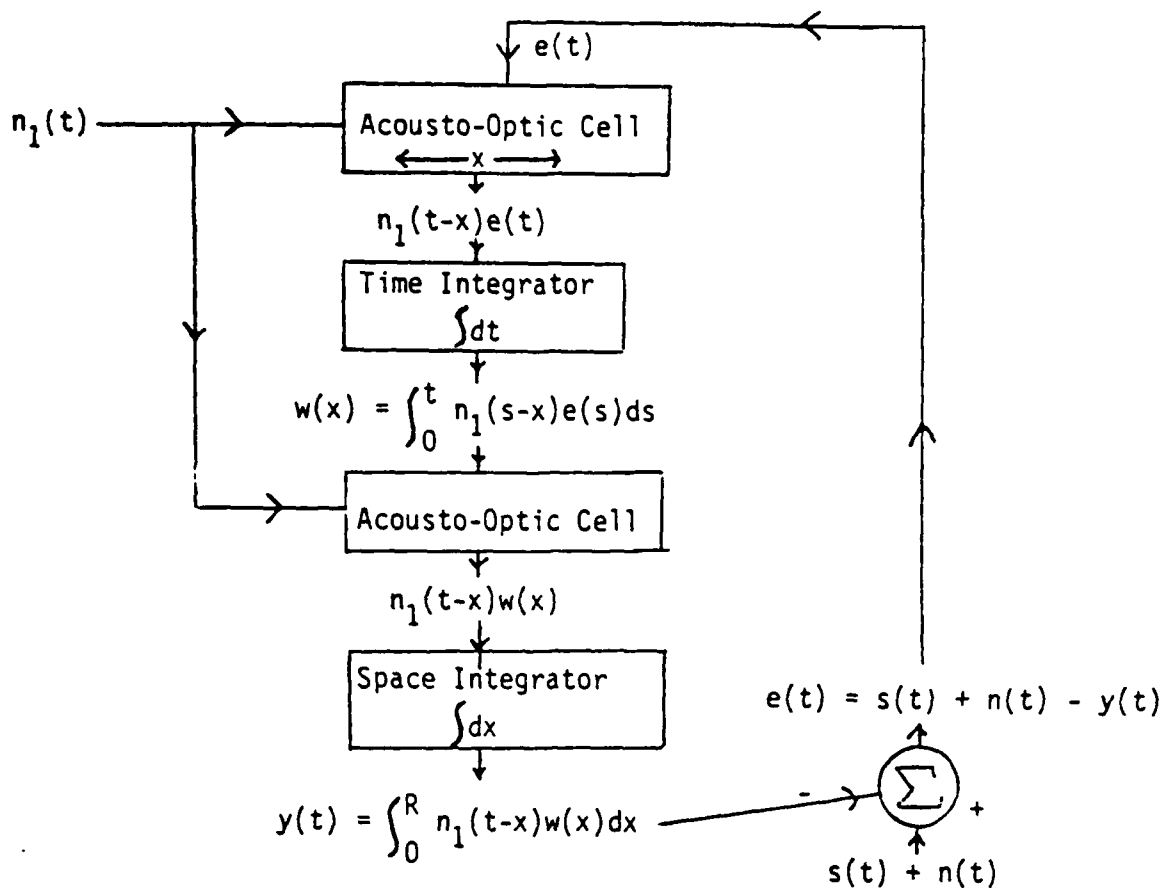 e(t)
n₁(t)
Acousto-Optic Cell
x
n₁(t-x)e(t)
Time Integrator
∫dt
w(x) = ∫₀ᵗ n₁(s-x)e(s)ds
Acousto-Optic Cell
n₁(t-x)w(x)
Space Integrator
∫dx
e(t) = s(t) + n(t) - y(t)
Σ
- +
y(t) = ∫₀ᴿ n₁(t-x)w(x)dx
s(t) + n(t)